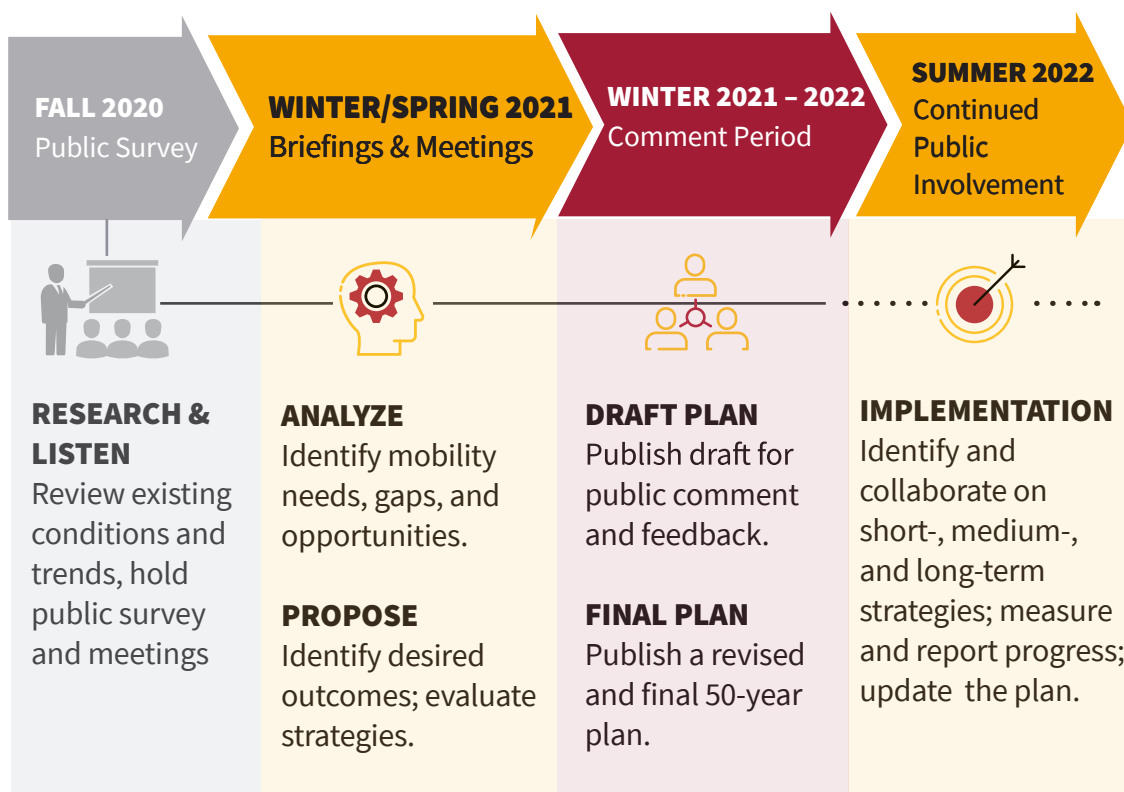 FALL 2020
Public Survey
WINTER/SPRING 2021
Briefings & Meetings
WINTER 2021 – 2022
Comment Period
SUMMER 2022
Continued
Public
Involvement
RESEARCH &
LISTEN
Review existing
conditions and
trends, hold
public survey
and meetings
ANALYZE
Identify mobility
needs, gaps, and
opportunities.
PROPOSE
Identify desired
outcomes; evaluate
strategies.
DRAFT PLAN
Publish draft for
public comment
and feedback.
FINAL PLAN
Publish a revised
and final 50-year
plan.
IMPLEMENTATION
Identify and
collaborate on
short-, medium-,
and long-term
strategies; measure
and report progress;
update the plan.